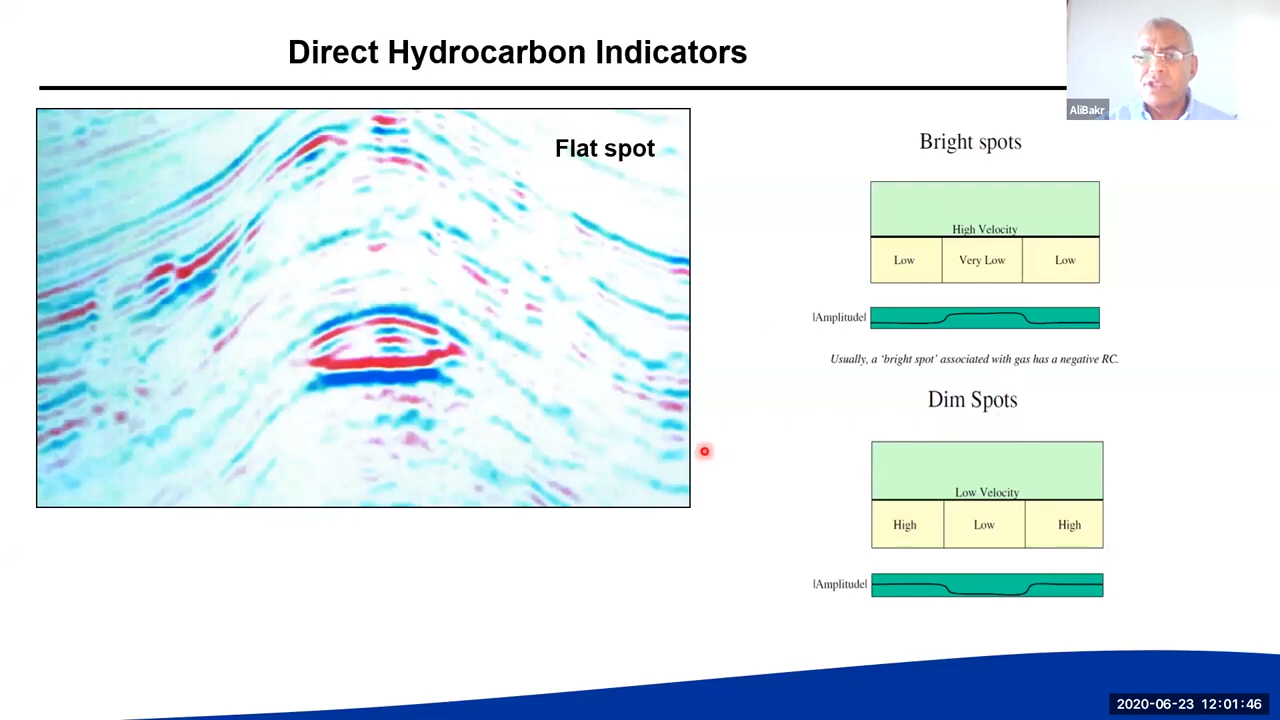 Direct Hydrocarbon Indicators
AliBakr
Flat spot
Bright spots
High Velocity
Low Very Low Low
|Amplitude|
Usually, a ‘bright spot’ associated with gas has a negative RC.
Dim Spots
Low Velocity
High Low High
|Amplitude|
2020-06-23 12:01:46